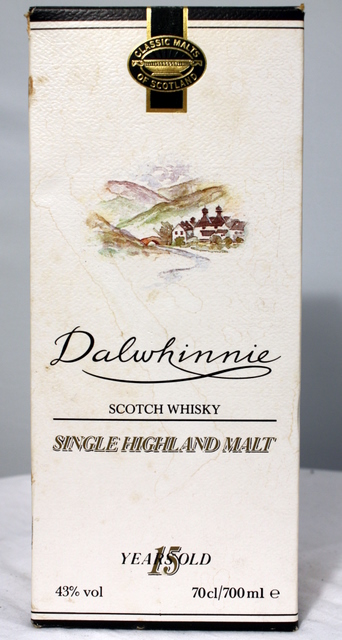 CLASSIC MALTS
OF SCOTLAND
Dalwhinnie
SCOTCH WHISKY
SINGLE HIGHLAND MALT
15
YEARS OLD
43% vol 70cl/700ml ℮